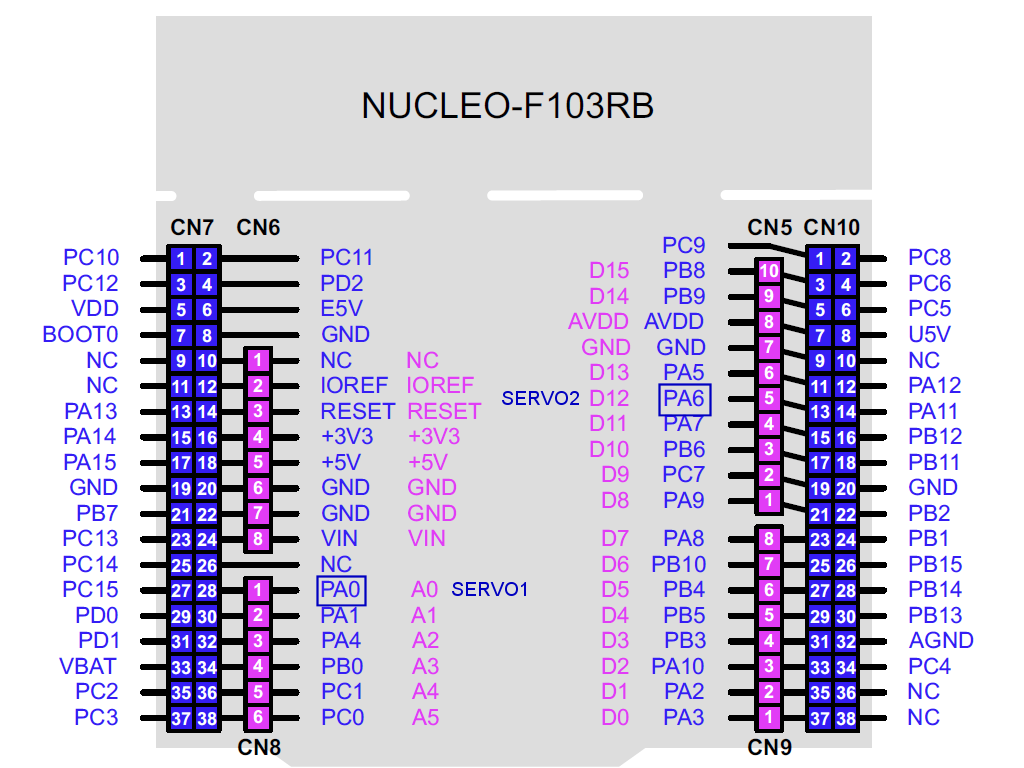 NUCLEO-F103RB
CN7 CN6 CN5 CN10
PC9 1 2 PC8
PC10 1 2 PC11 D15 PB8 10 3 4 PC6
PC12 3 4 PD2 D14 PB9 9 5 6 PC5
VDD 5 6 E5V AVDD AVDD 8 7 8 U5V
BOOT0 7 8 GND GND GND 7 9 10 NC
NC 9 10 1 NC NC D13 PA5 6 11 12 PA12
NC 11 12 2 IOREF IOREF SERVO2 D12 PA6 5 13 14 PA11
PA13 13 14 3 RESET RESET D11 PA7 4 15 16 PB12
PA14 15 16 4 +3V3 +3V3 D10 PB6 3 17 18 PB11
PA15 17 18 5 +5V +5V D9 PC7 2 19 20 GND
GND 19 20 6 GND GND D8 PA9 1 21 22 PB2
PB7 21 22 7 GND GND
PC13 23 24 8 VIN VIN D7 PA8 8 23 24 PB1
PC14 25 26 NC D6 PB10 7 25 26 PB15
PC15 27 28 1 PA0 A0 SERVO1 D5 PB4 6 27 28 PB14
PD0 29 30 2 PA1 A1 D4 PB5 5 29 30 PB13
PD1 31 32 3 PA4 A2 D3 PB3 4 31 32 AGND
VBAT 33 34 4 PB0 A3 D2 PA10 3 33 34 PC4
PC2 35 36 5 PC1 A4 D1 PA2 2 35 36 NC
PC3 37 38 6 PC0 A5 D0 PA3 1 37 38 NC
CN8 CN9